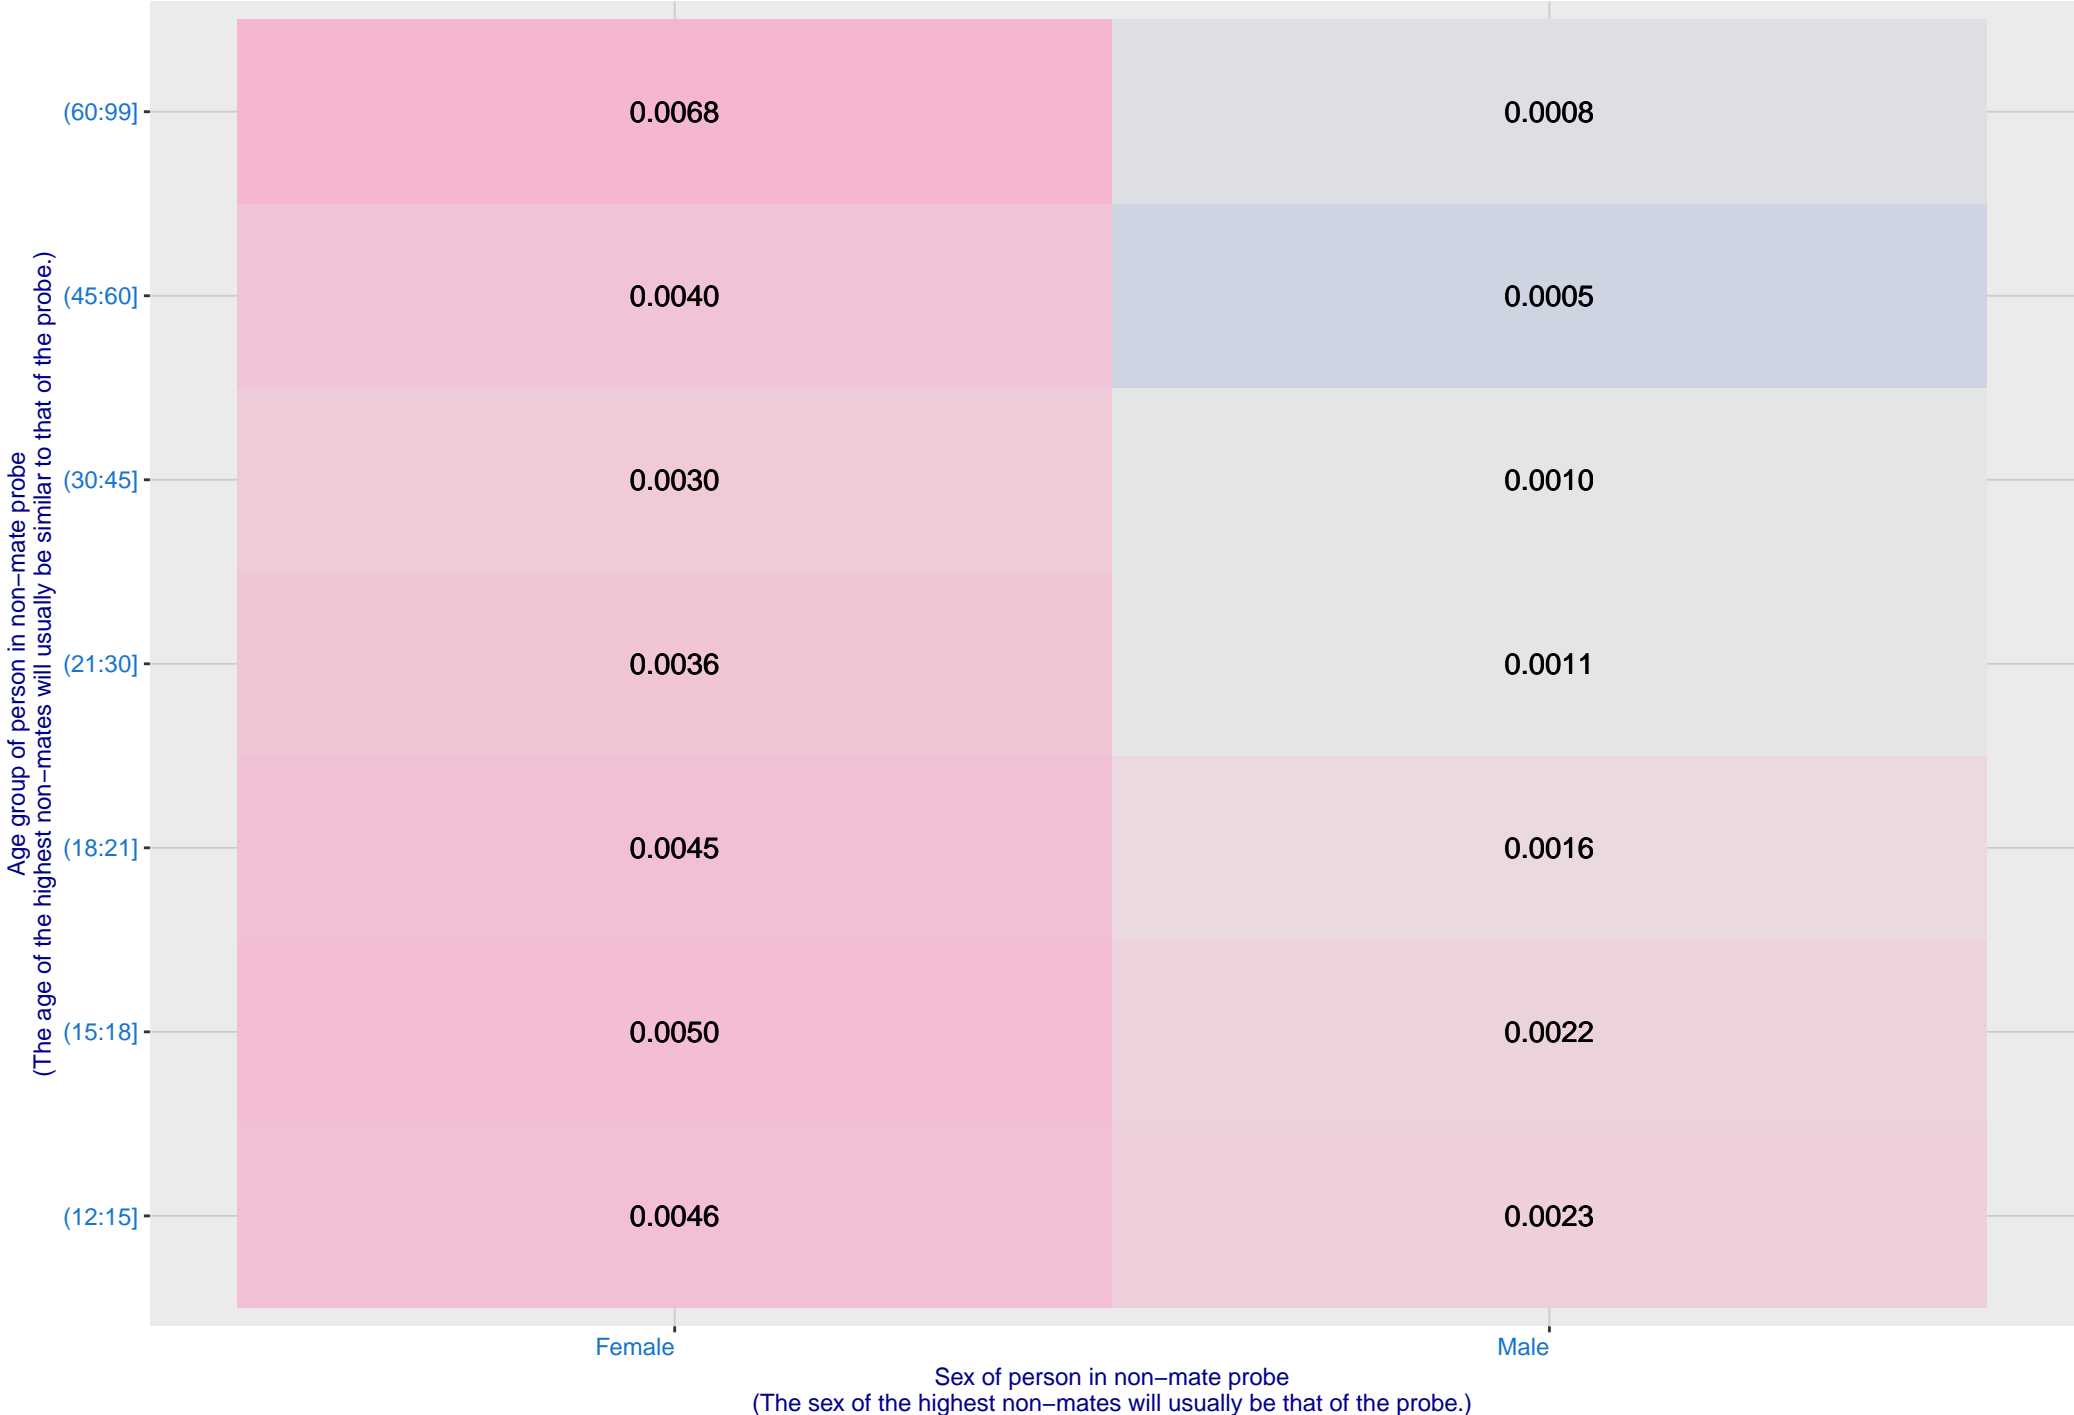 Age group of person in non−mate probe
(The age of the highest non−mates will usually be similar to that of the probe.)
(60:99] 0.0068 0.0008
(45:60] 0.0040 0.0005
(30:45] 0.0030 0.0010
(21:30] 0.0036 0.0011
(18:21] 0.0045 0.0016
(15:18] 0.0050 0.0022
(12:15] 0.0046 0.0023
Female Male
Sex of person in non−mate probe
(The sex of the highest non−mates will usually be that of the probe.)